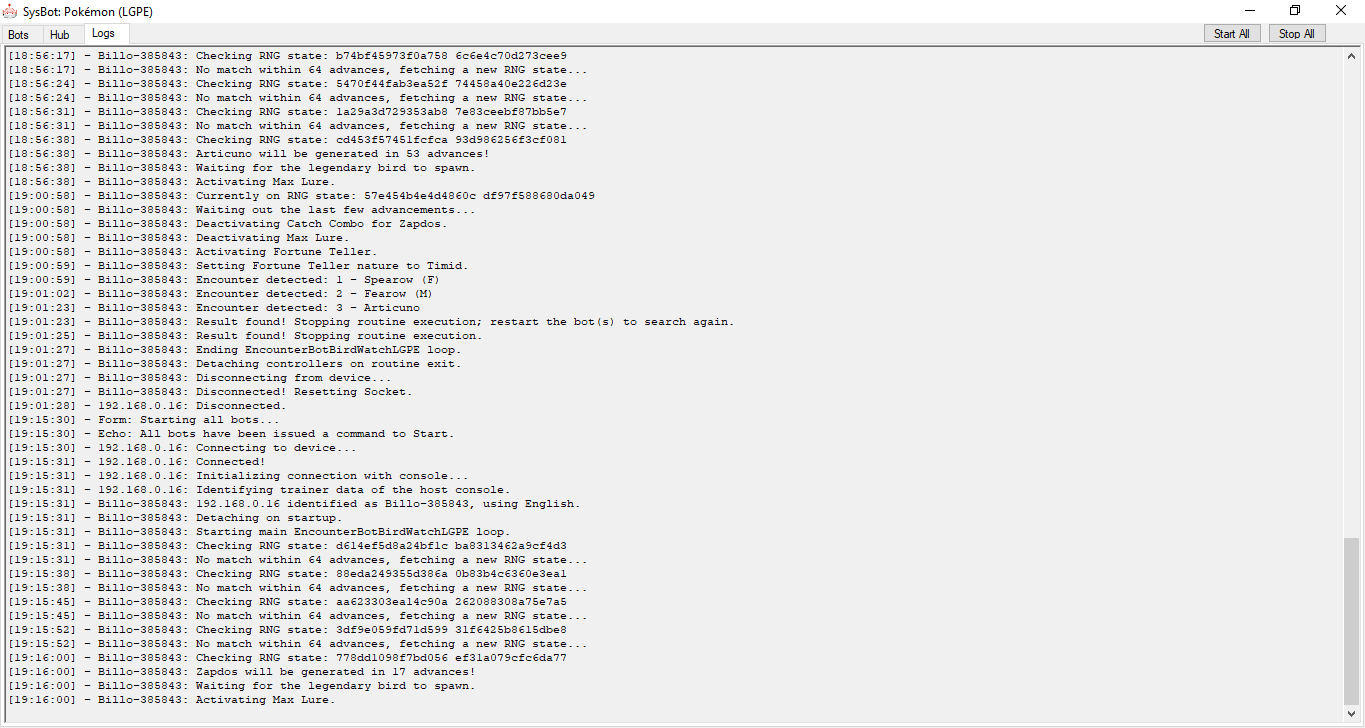 SysBot: Pokémon (LGPE)
Bots Hub Logs Start All Stop All
[18:56:17] - Billo-385843: Checking RNG state: b74bf45973f0a758 6c6e4c70d273cee9
[18:56:17] - Billo-385843: No match within 64 advances, fetching a new RNG state...
[18:56:24] - Billo-385843: Checking RNG state: 5470f44fab3ea52f 74458a40e226d23e
[18:56:24] - Billo-385843: No match within 64 advances, fetching a new RNG state...
[18:56:31] - Billo-385843: Checking RNG state: 1a29a3d729353ab8 7e83ceebf87bb5e7
[18:56:31] - Billo-385843: No match within 64 advances, fetching a new RNG state...
[18:56:38] - Billo-385843: Checking RNG state: cd453f57451fcfca 93d986256f3cf081
[18:56:38] - Billo-385843: Articuno will be generated in 53 advances!
[18:56:38] - Billo-385843: Waiting for the legendary bird to spawn.
[18:56:38] - Billo-385843: Activating Max Lure.
[19:00:58] - Billo-385843: Currently on RNG state: 57e454b4e4d4860c df97f588680da049
[19:00:58] - Billo-385843: Waiting out the last few advancements...
[19:00:58] - Billo-385843: Deactivating Catch Combo for Zapdos.
[19:00:58] - Billo-385843: Deactivating Max Lure.
[19:00:58] - Billo-385843: Activating Fortune Teller.
[19:00:59] - Billo-385843: Setting Fortune Teller nature to Timid.
[19:00:59] - Billo-385843: Encounter detected: 1 - Spearow (F)
[19:01:02] - Billo-385843: Encounter detected: 2 - Fearow (M)
[19:01:23] - Billo-385843: Encounter detected: 3 - Articuno
[19:01:23] - Billo-385843: Result found! Stopping routine execution; restart the bot(s) to search again.
[19:01:25] - Billo-385843: Result found! Stopping routine execution.
[19:01:27] - Billo-385843: Ending EncounterBotBirdWatchLGPE loop.
[19:01:27] - Billo-385843: Detaching controllers on routine exit.
[19:01:27] - Billo-385843: Disconnecting from device...
[19:01:27] - Billo-385843: Disconnected! Resetting Socket.
[19:01:28] - 192.168.0.16: Disconnected.
[19:15:30] - Form: Starting all bots...
[19:15:30] - Echo: All bots have been issued a command to Start.
[19:15:30] - 192.168.0.16: Connecting to device...
[19:15:31] - 192.168.0.16: Connected!
[19:15:31] - 192.168.0.16: Initializing connection with console...
[19:15:31] - 192.168.0.16: Identifying trainer data of the host console.
[19:15:31] - Billo-385843: 192.168.0.16 identified as Billo-385843, using English.
[19:15:31] - Billo-385843: Detaching on startup.
[19:15:31] - Billo-385843: Starting main EncounterBotBirdWatchLGPE loop.
[19:15:31] - Billo-385843: Checking RNG state: d614ef5d8a24bf1c ba8313462a9cf4d3
[19:15:31] - Billo-385843: No match within 64 advances, fetching a new RNG state...
[19:15:38] - Billo-385843: Checking RNG state: 88eda249355d386a 0b83b4c6360e3ea1
[19:15:38] - Billo-385843: No match within 64 advances, fetching a new RNG state...
[19:15:45] - Billo-385843: Checking RNG state: aa623303ea14c90a 262088308a75e7a5
[19:15:45] - Billo-385843: No match within 64 advances, fetching a new RNG state...
[19:15:52] - Billo-385843: Checking RNG state: 3df9e059fd71d599 31f6425b8615dbe8
[19:15:52] - Billo-385843: No match within 64 advances, fetching a new RNG state...
[19:16:00] - Billo-385843: Checking RNG state: 778dd1098f7bd056 ef31a079cfc6da77
[19:16:00] - Billo-385843: Zapdos will be generated in 17 advances!
[19:16:00] - Billo-385843: Waiting for the legendary bird to spawn.
[19:16:00] - Billo-385843: Activating Max Lure.